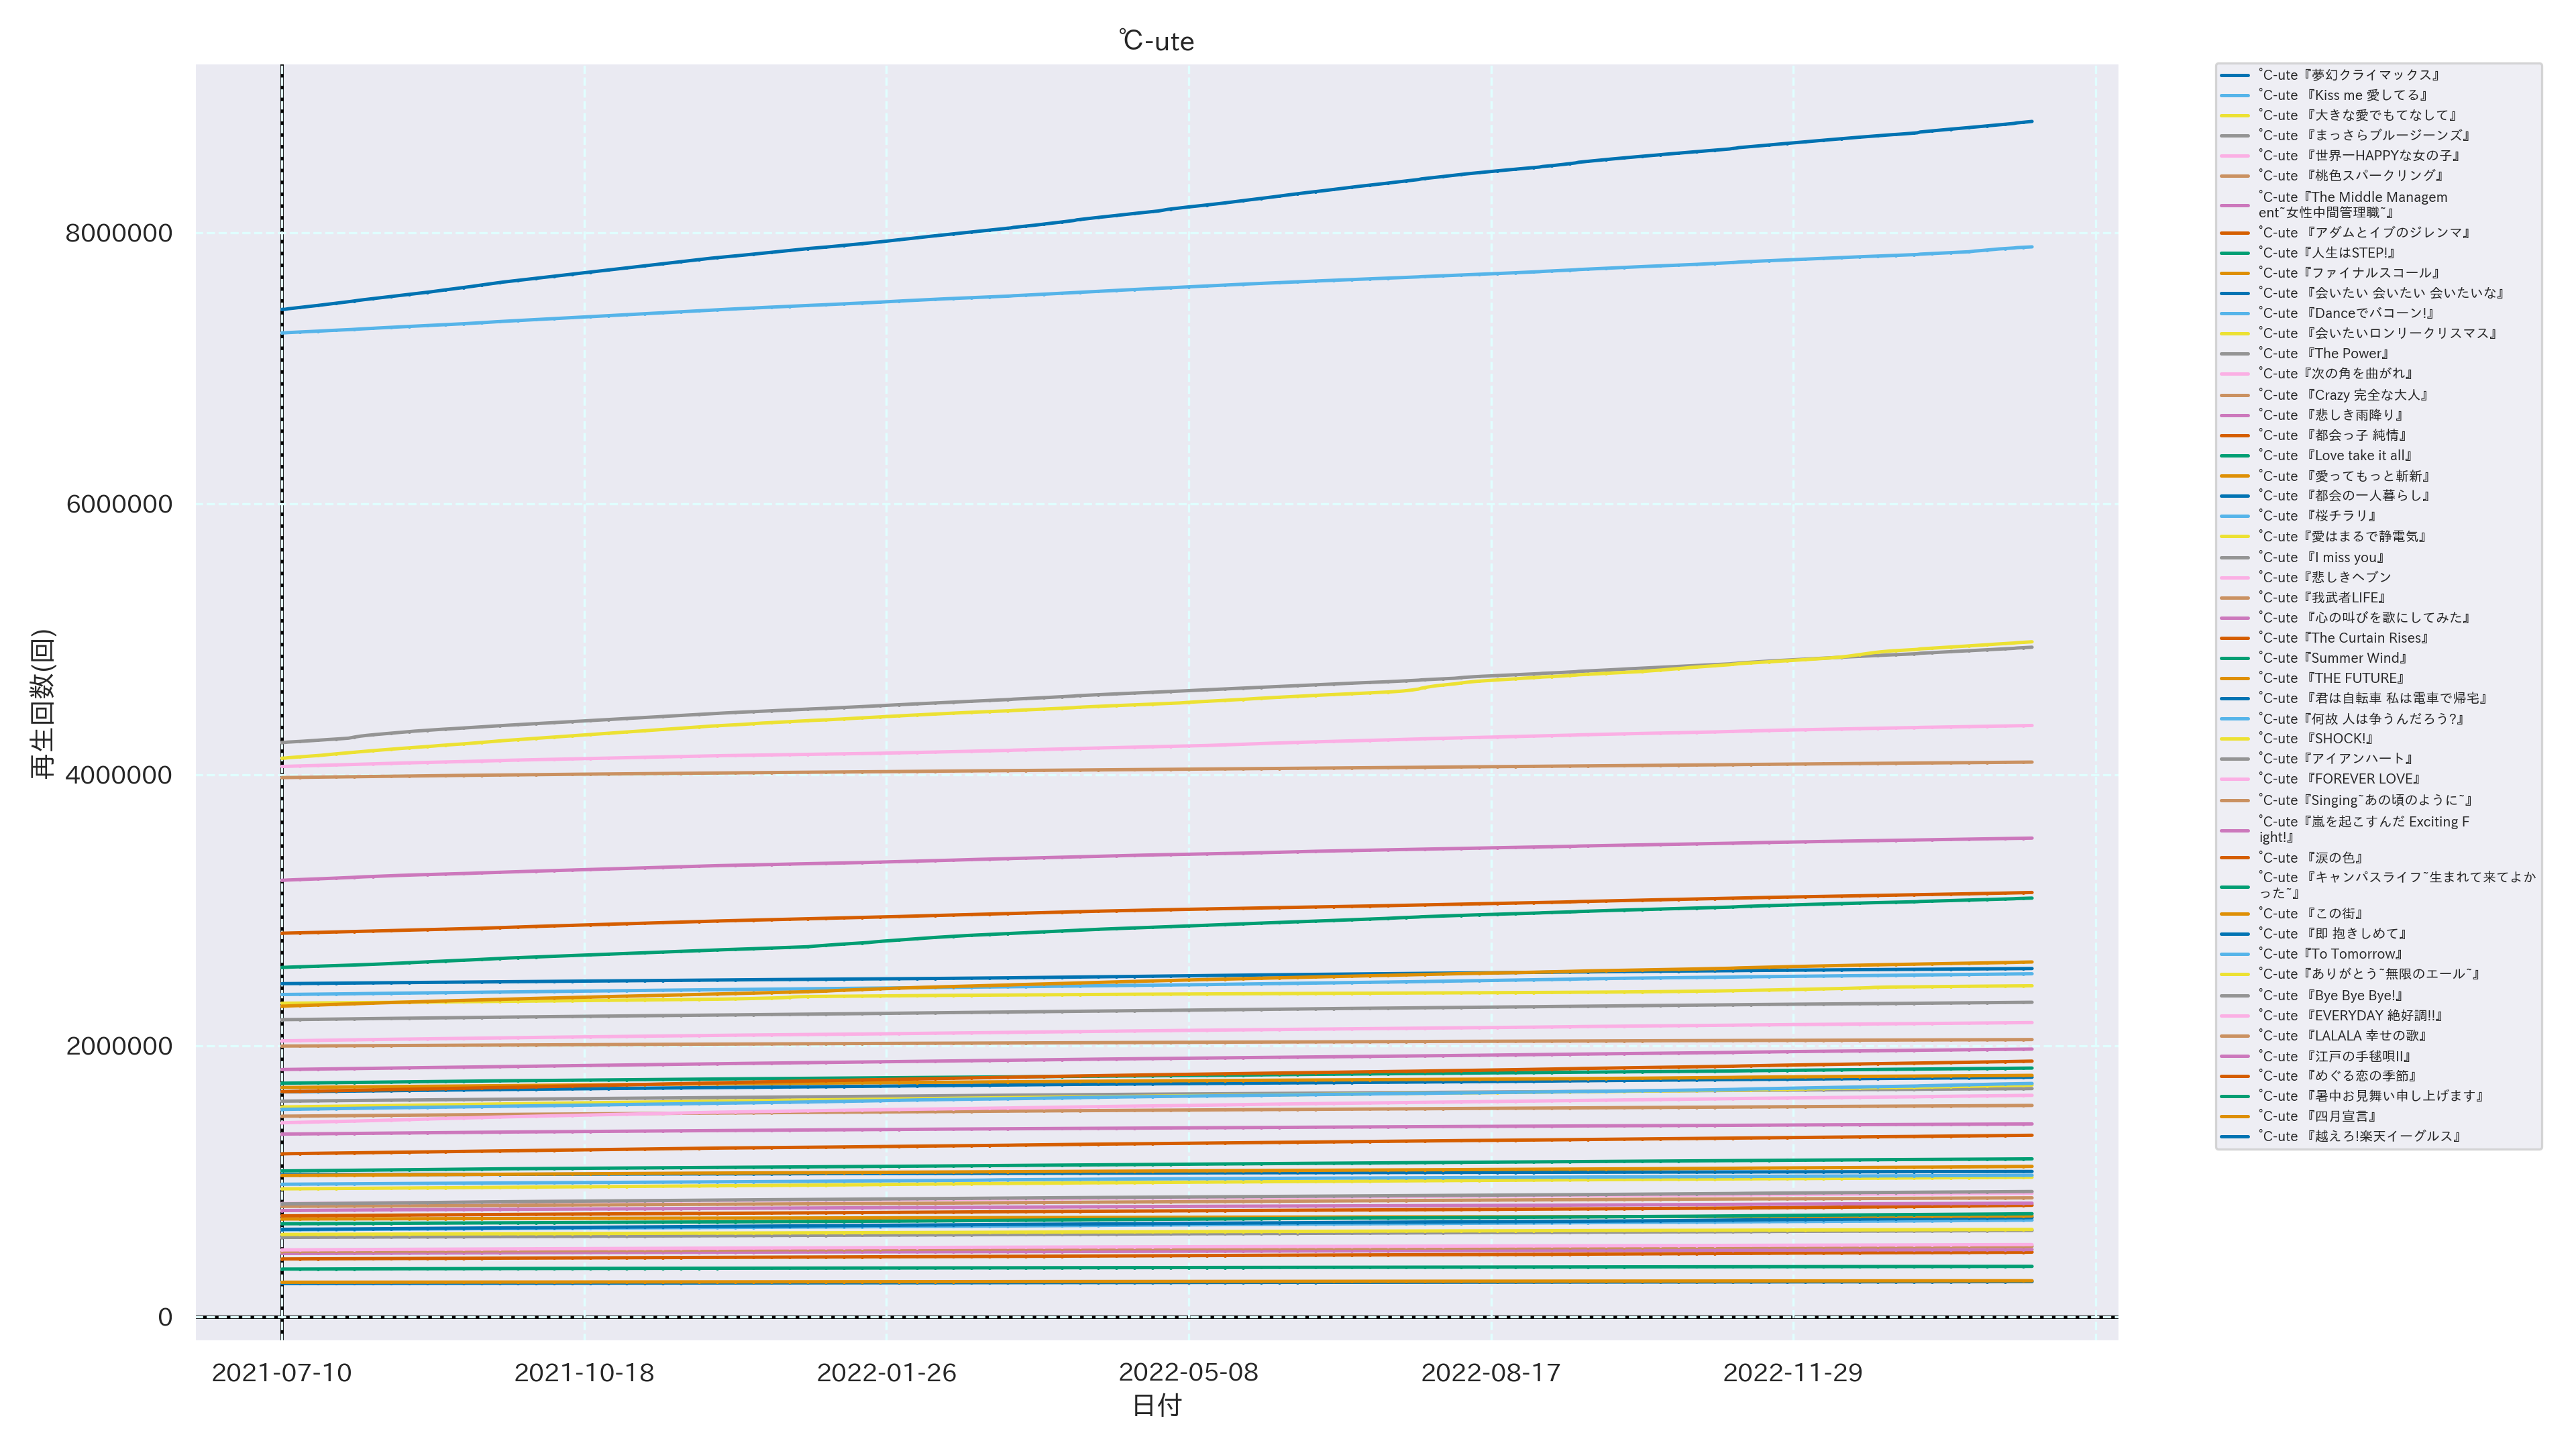 ℃-ute
8000000
6000000
4000000
2000000
0
再生回数(回)
2021-07-10
2021-10-18
2022-01-26
2022-05-08
2022-08-17
2022-11-29
日付
℃-ute『夢幻クライマックス』
℃-ute 『Kiss me 愛してる』
℃-ute 『大きな愛でもてなして』
℃-ute 『まっさらブルージーンズ』
℃-ute 『世界一HAPPYな女の子』
℃-ute 『桃色スパークリング』
℃-ute『The Middle Managem
ent~女性中間管理職~』
℃-ute 『アダムとイブのジレンマ』
℃-ute『人生はSTEP!』
℃-ute『ファイナルスコール』
℃-ute 『会いたい 会いたい 会いたいな』
℃-ute 『Danceでバコーン!』
℃-ute 『会いたいロンリークリスマス』
℃-ute 『The Power』
℃-ute『次の角を曲がれ』
℃-ute 『Crazy 完全な大人』
℃-ute 『悲しき雨降り』
℃-ute 『都会っ子 純情』
℃-ute 『Love take it all』
℃-ute 『愛ってもっと斬新』
℃-ute 『都会の一人暮らし』
℃-ute 『桜チラリ』
℃-ute『愛はまるで静電気』
℃-ute 『I miss you』
℃-ute『悲しきヘブン
℃-ute『我武者LIFE』
℃-ute『心の叫びを歌にしてみた』
℃-ute『The Curtain Rises』
℃-ute『Summer Wind』
℃-ute『THE FUTURE』
℃-ute 『君は自転車 私は電車で帰宅』
℃-ute『何故 人は争うんだろう?』
℃-ute 『SHOCK!』
℃-ute『アイアンハート』
℃-ute 『FOREVER LOVE』
℃-ute『Singing~あの頃のように~』
℃-ute『嵐を起こすんだ Exciting F
ight!』
℃-ute 『涙の色』
℃-ute 『キャンパスライフ~生まれて来てよか
った~』
℃-ute 『この街』
℃-ute 『即 抱きしめて』
℃-ute 『To Tomorrow』
℃-ute『ありがとう~無限のエール~』
℃-ute 『Bye Bye Bye!』
℃-ute 『EVERYDAY 絶好調!!』
℃-ute 『LALALA 幸せの歌』
℃-ute 『江戸の手毬唄II』
℃-ute 『めぐる恋の季節』
℃-ute 『暑中お見舞い申し上げます』
℃-ute 『四月宣言』
℃-ute 『越えろ!楽天イーグルス』